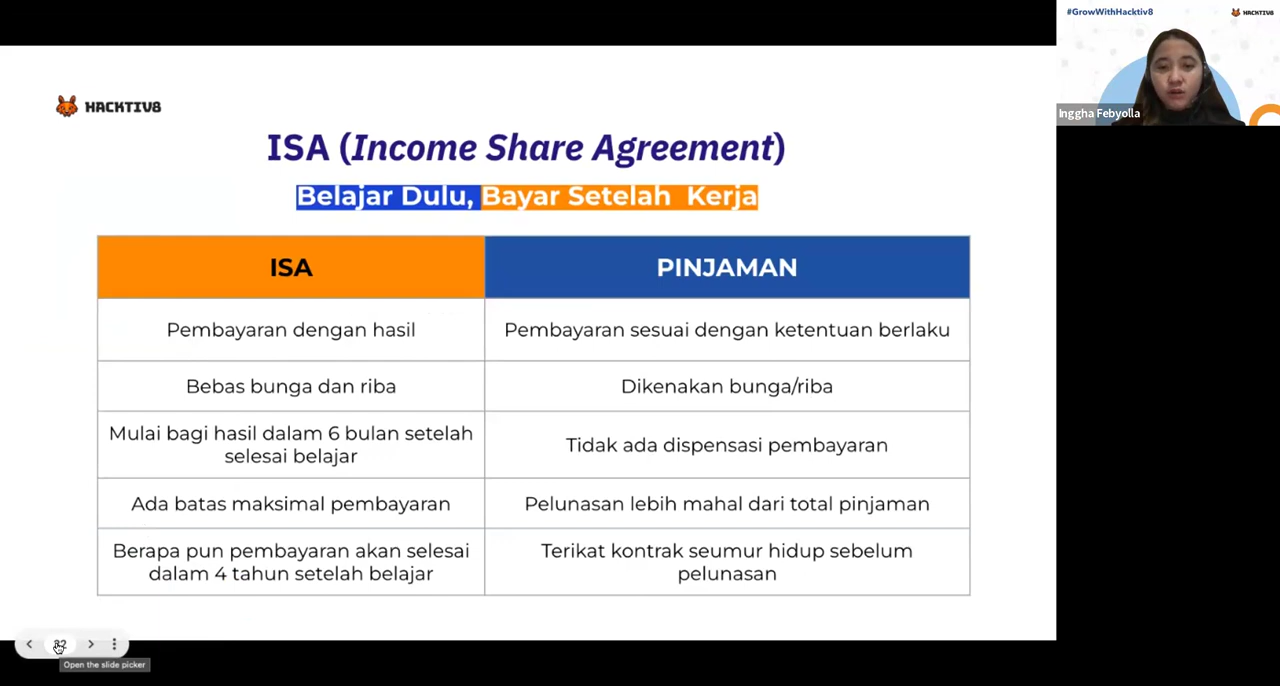 #GrowWithHacktiv8
HACKTIV8
Inggha Febyolla
HACKTIV8
ISA (Income Share Agreement)
Belajar Dulu, Bayar Setelah Kerja
ISA
PINJAMAN
Pembayaran dengan hasil
Pembayaran sesuai dengan ketentuan berlaku
Bebas bunga dan riba
Dikenakan bunga/riba
Mulai bagi hasil dalam 6 bulan setelah
selesai belajar
Tidak ada dispensasi pembayaran
Ada batas maksimal pembayaran
Pelunasan lebih mahal dari total pinjaman
Berapa pun pembayaran akan selesai
dalam 4 tahun setelah belajar
Terikat kontrak seumur hidup sebelum
pelunasan
Open the slide picker